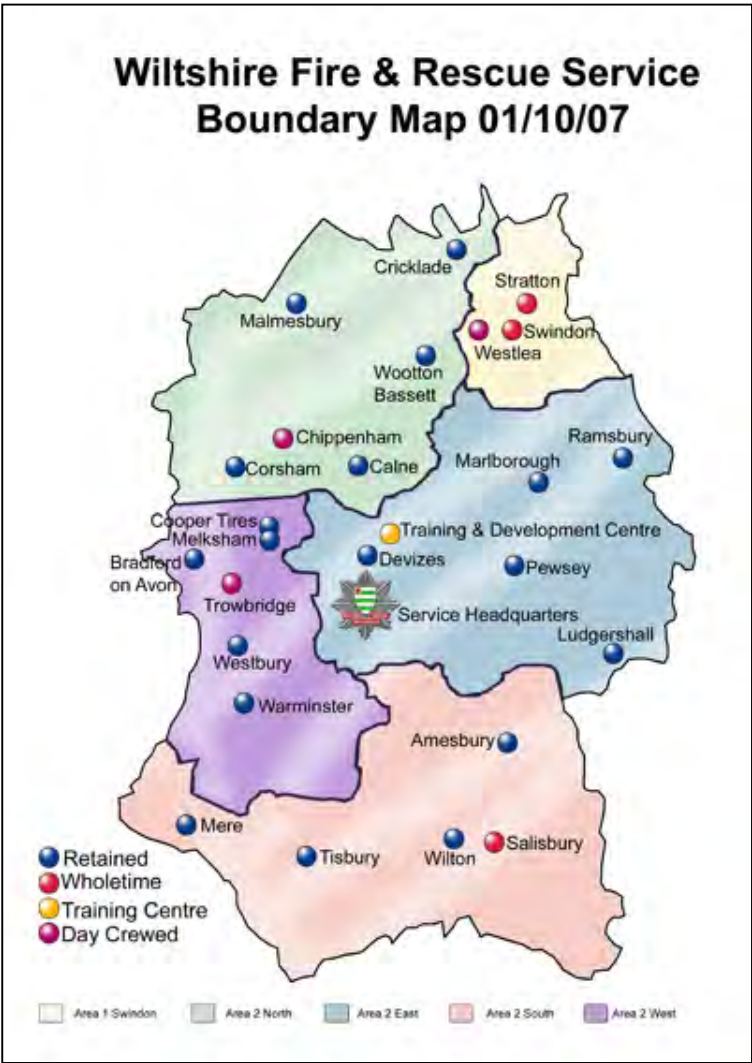 Wiltshire Fire & Rescue Service
Boundary Map 01/10/07
Cricklade
Stratton
Malmesbury
Swindon
Westlea
Wootton
Bassett
Chippenham
Ramsbury
Corsham
Calne
Marlborough
Cooper Tires
Melksham
Training & Development Centre
Bradford
on Avon
Devizes
Pewsey
Trowbridge
Service Headquarters
Ludgershall
Westbury
Warminster
Amesbury
Mere
Tisbury
Wilton
Salisbury
Retained
Wholetime
Training Centre
Day Crewed
Area 1 Swindon
Area 2 North
Area 2 East
Area 2 South
Area 2 West